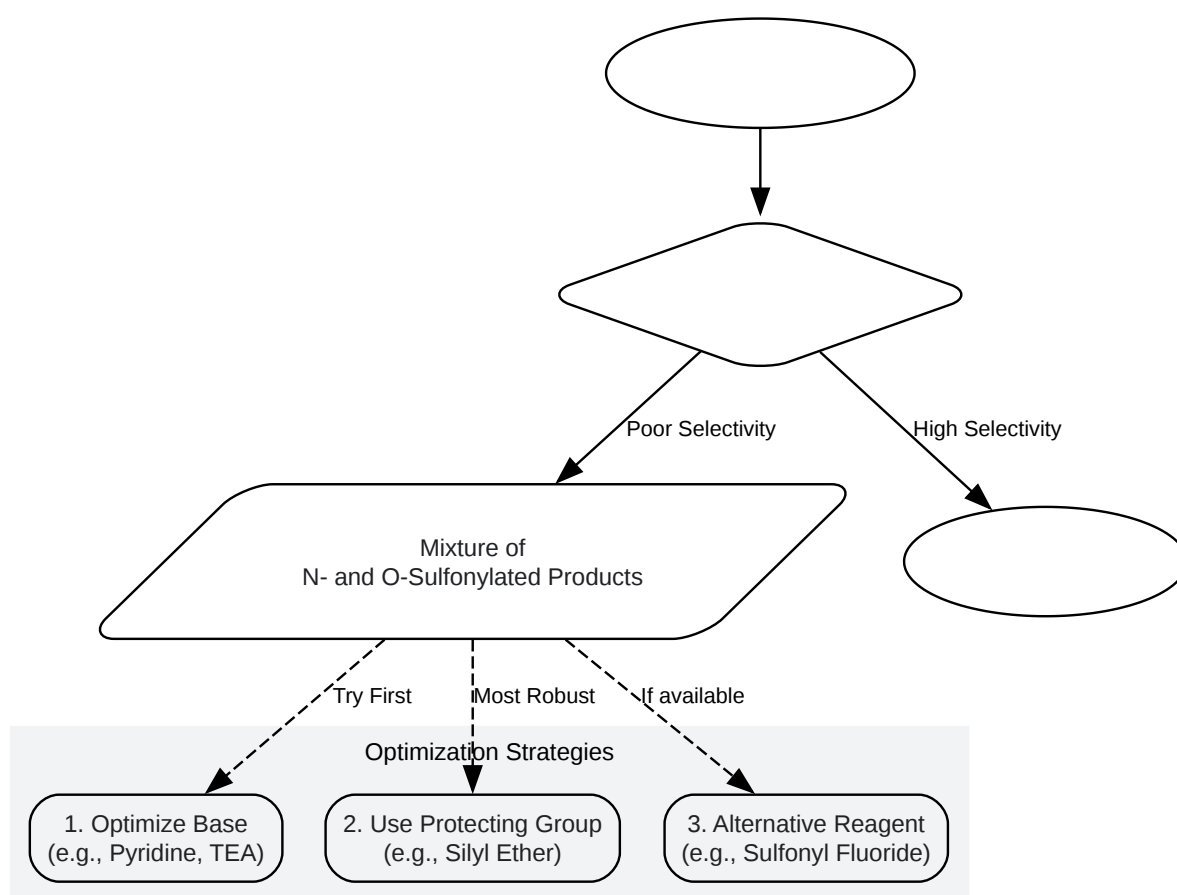 Poor Selectivity
High Selectivity
Mixture of
N- and O-Sulfonylated Products
Try First
Most Robust
If available
Optimization Strategies
1. Optimize Base
(e.g., Pyridine, TEA)
2. Use Protecting Group
(e.g., Silyl Ether)
3. Alternative Reagent
(e.g., Sulfonyl Fluoride)